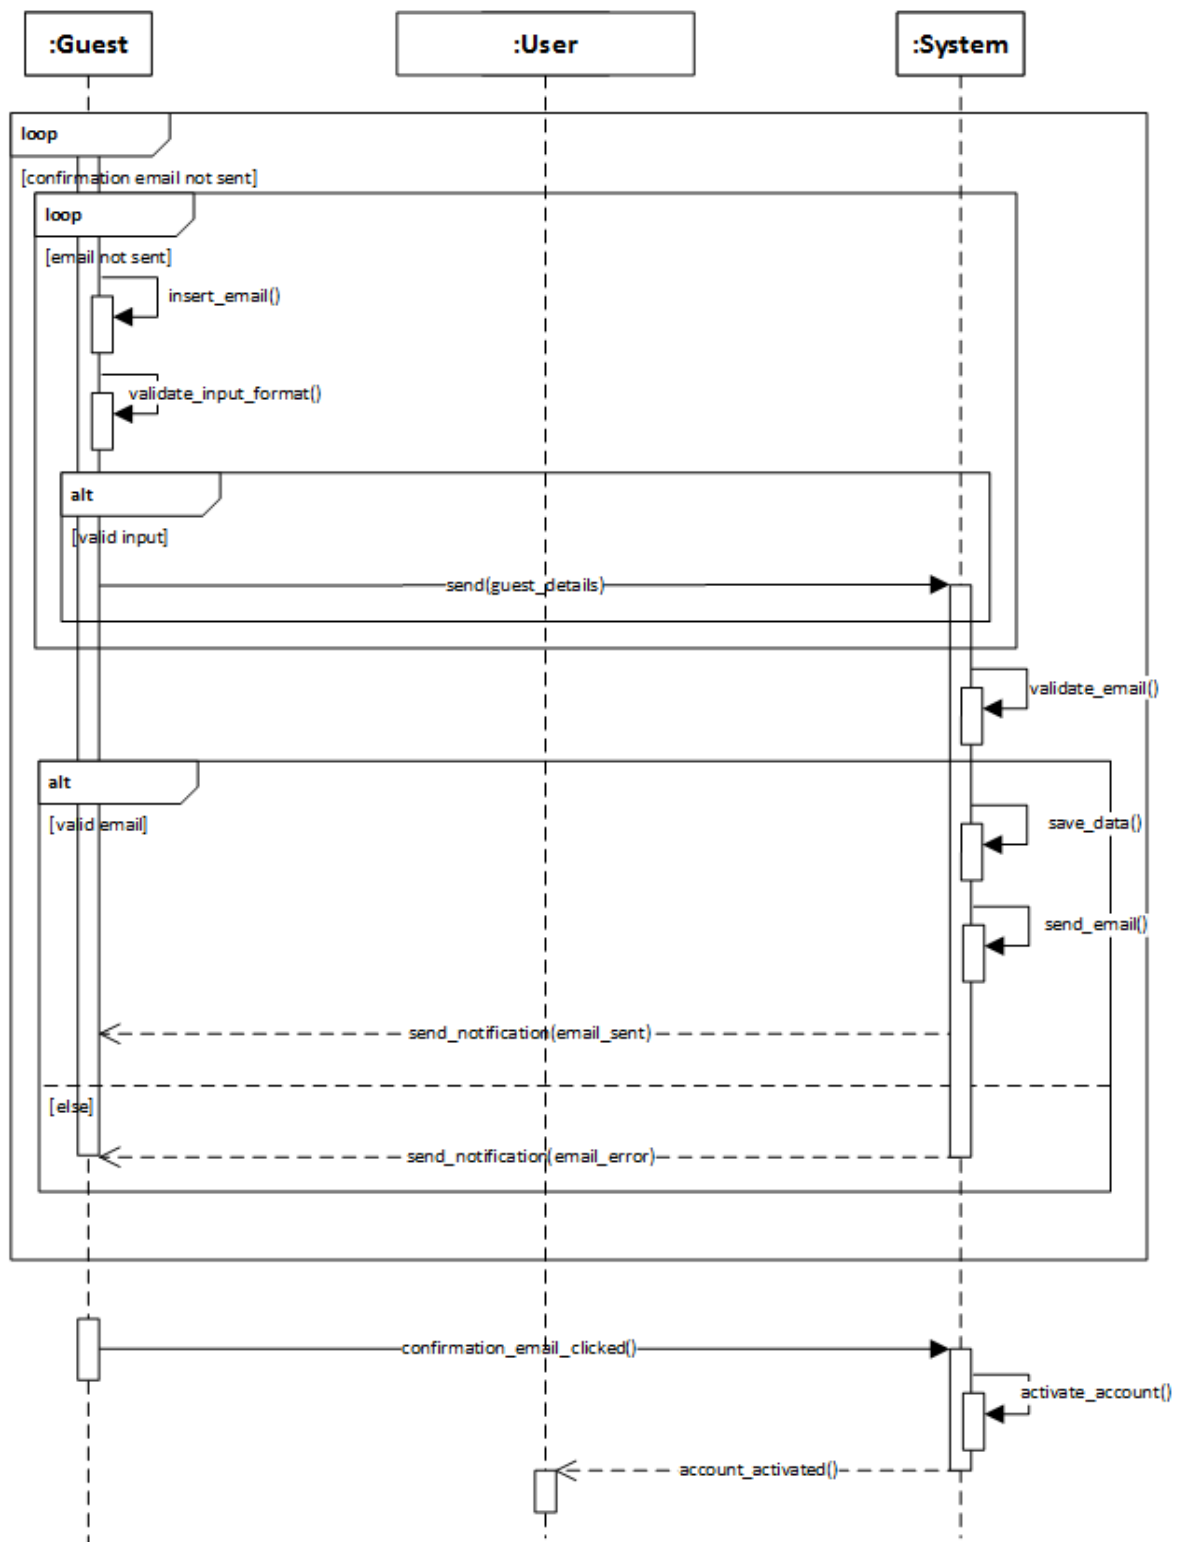 :Guest
:User
:System
loop
[confirmation email not sent]
loop
[email not sent]
insert_email()
validate_input_format()
alt
[valid input]
send(guest_details)
validate_email()
alt
[valid email]
save_data()
send_email()
send_notification(email_sent)
[else]
send_notification(email_error)
confirmation_email_clicked()
activate_account()
account_activated()